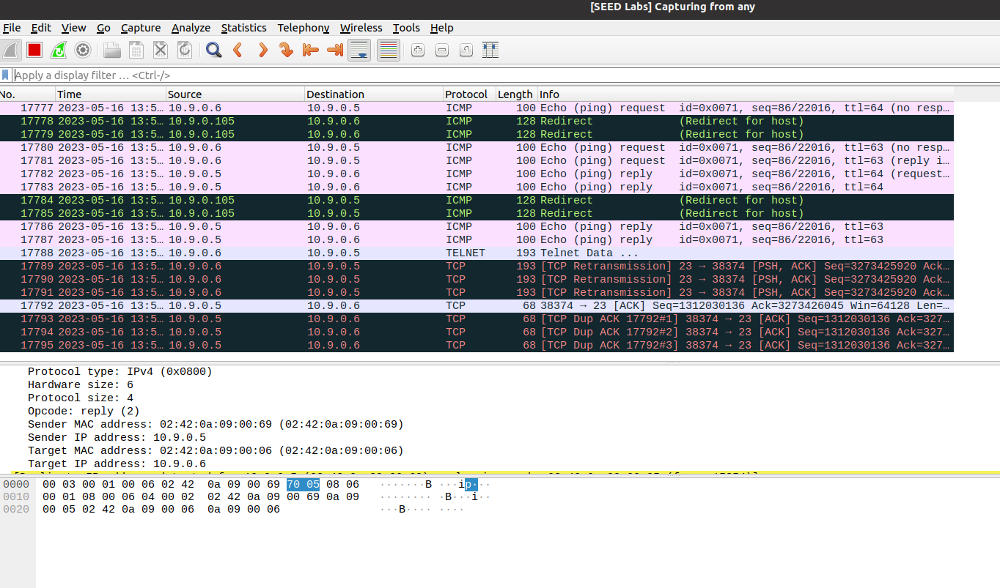 [SEED Labs] Capturing from any
File Edit View Go Capture Analyze Statistics Telephony Wireless Tools Help
Apply a display filter … <Ctrl-/>
No. Time Source Destination Protocol Length Info
17777 2023-05-16 13:5… 10.9.0.6 10.9.0.5 ICMP 100 Echo (ping) request id=0x0071, seq=86/22016, ttl=64 (no resp…
17778 2023-05-16 13:5… 10.9.0.105 10.9.0.6 ICMP 128 Redirect (Redirect for host)
17779 2023-05-16 13:5… 10.9.0.105 10.9.0.6 ICMP 128 Redirect (Redirect for host)
17780 2023-05-16 13:5… 10.9.0.6 10.9.0.5 ICMP 100 Echo (ping) request id=0x0071, seq=86/22016, ttl=63 (no resp…
17781 2023-05-16 13:5… 10.9.0.6 10.9.0.5 ICMP 100 Echo (ping) request id=0x0071, seq=86/22016, ttl=63 (reply i…
17782 2023-05-16 13:5… 10.9.0.5 10.9.0.6 ICMP 100 Echo (ping) reply id=0x0071, seq=86/22016, ttl=64 (request…
17783 2023-05-16 13:5… 10.9.0.5 10.9.0.6 ICMP 100 Echo (ping) reply id=0x0071, seq=86/22016, ttl=64
17784 2023-05-16 13:5… 10.9.0.105 10.9.0.5 ICMP 128 Redirect (Redirect for host)
17785 2023-05-16 13:5… 10.9.0.105 10.9.0.5 ICMP 128 Redirect (Redirect for host)
17786 2023-05-16 13:5… 10.9.0.5 10.9.0.6 ICMP 100 Echo (ping) reply id=0x0071, seq=86/22016, ttl=63
17787 2023-05-16 13:5… 10.9.0.5 10.9.0.6 ICMP 100 Echo (ping) reply id=0x0071, seq=86/22016, ttl=63
17788 2023-05-16 13:5… 10.9.0.6 10.9.0.5 TELNET 193 Telnet Data ...
17789 2023-05-16 13:5… 10.9.0.6 10.9.0.5 TCP 193 [TCP Retransmission] 23 → 38374 [PSH, ACK] Seq=3273425920 Ack…
17790 2023-05-16 13:5… 10.9.0.6 10.9.0.5 TCP 193 [TCP Retransmission] 23 → 38374 [PSH, ACK] Seq=3273425920 Ack…
17791 2023-05-16 13:5… 10.9.0.6 10.9.0.5 TCP 193 [TCP Retransmission] 23 → 38374 [PSH, ACK] Seq=3273425920 Ack…
17792 2023-05-16 13:5… 10.9.0.5 10.9.0.6 TCP 68 38374 → 23 [ACK] Seq=1312030136 Ack=3273426045 Win=64128 Len=…
17793 2023-05-16 13:5… 10.9.0.5 10.9.0.6 TCP 68 [TCP Dup ACK 17792#1] 38374 → 23 [ACK] Seq=1312030136 Ack=327…
17794 2023-05-16 13:5… 10.9.0.5 10.9.0.6 TCP 68 [TCP Dup ACK 17792#2] 38374 → 23 [ACK] Seq=1312030136 Ack=327…
17795 2023-05-16 13:5… 10.9.0.5 10.9.0.6 TCP 68 [TCP Dup ACK 17792#3] 38374 → 23 [ACK] Seq=1312030136 Ack=327…
Protocol type: IPv4 (0x0800)
Hardware size: 6
Protocol size: 4
Opcode: reply (2)
Sender MAC address: 02:42:0a:09:00:69 (02:42:0a:09:00:69)
Sender IP address: 10.9.0.5
Target MAC address: 02:42:0a:09:00:06 (02:42:0a:09:00:06)
Target IP address: 10.9.0.6
0000 00 03 00 01 00 06 02 42 0a 09 00 69 70 05 08 06 ·······B ···ip···
0010 00 01 08 00 06 04 00 02 02 42 0a 09 00 69 0a 09 ········ ·B···i··
0020 00 05 02 42 0a 09 00 06 0a 09 00 06 ···B···· ····